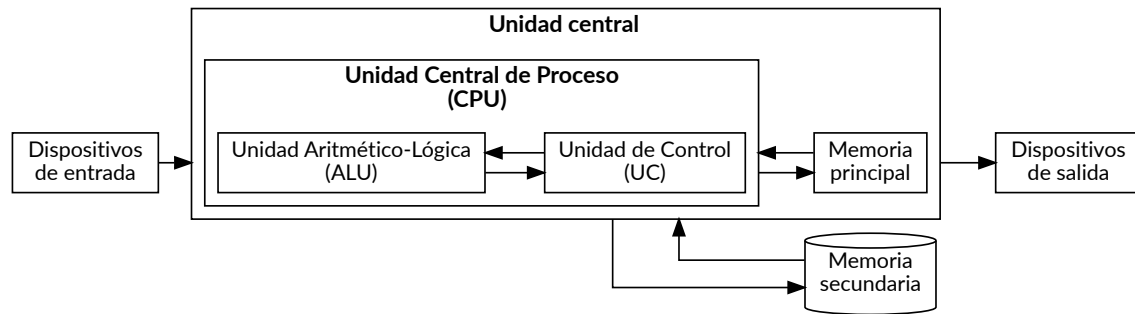 Unidad central
Unidad Central de Proceso
(CPU)
Dispositivos
de entrada
Unidad Aritmético-Lógica
(ALU)
Unidad de Control
(UC)
Memoria
principal
Dispositivos
de salida
Memoria
secundaria